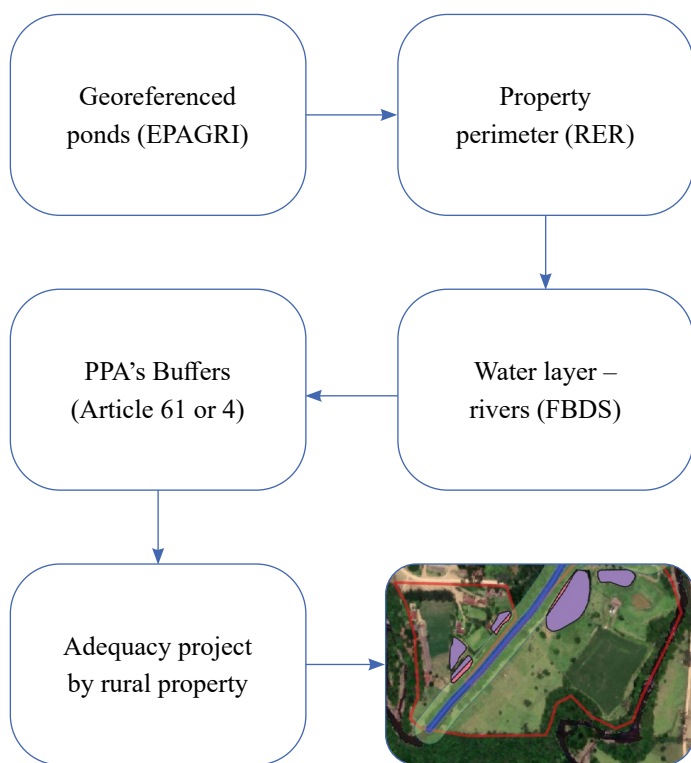 Georeferenced
ponds (EPAGRI)
Property
perimeter (RER)
Water layer –
rivers (FBDS)
PPA’s Buffers
(Article 61 or 4)
Adequacy project
by rural property